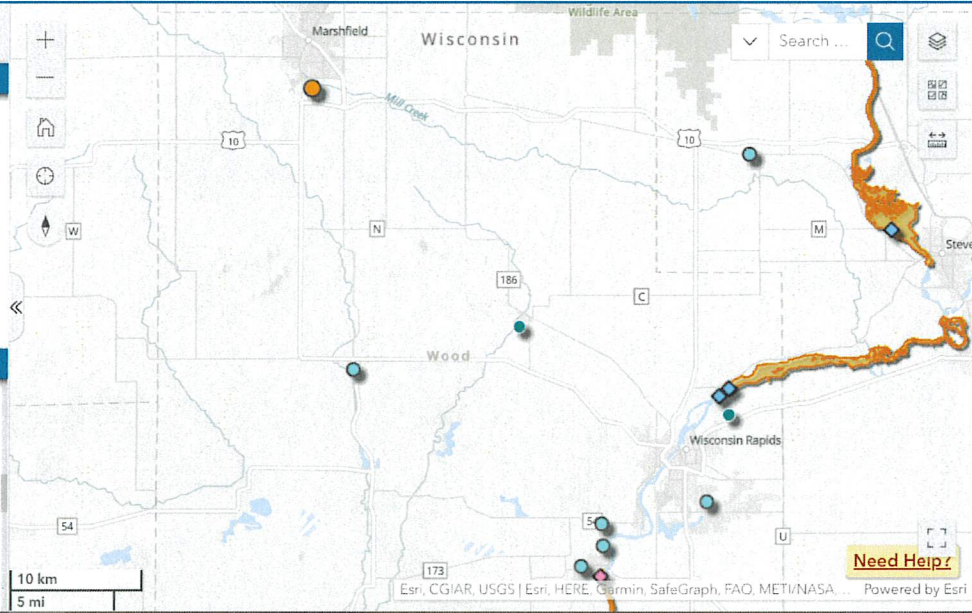 Wildlife Area
Marshfield
Wisconsin
Search ...
Mill Creek
10
10
W
N
M
Steve
186
C
Wood
Wisconsin Rapids
54
54
U
173
Need Help?
10 km
5 mi
Esri, CGIAR, USGS | Esri, HERE, Garmin, SafeGraph, FAO, METI/NASA, ...
Powered by Esri